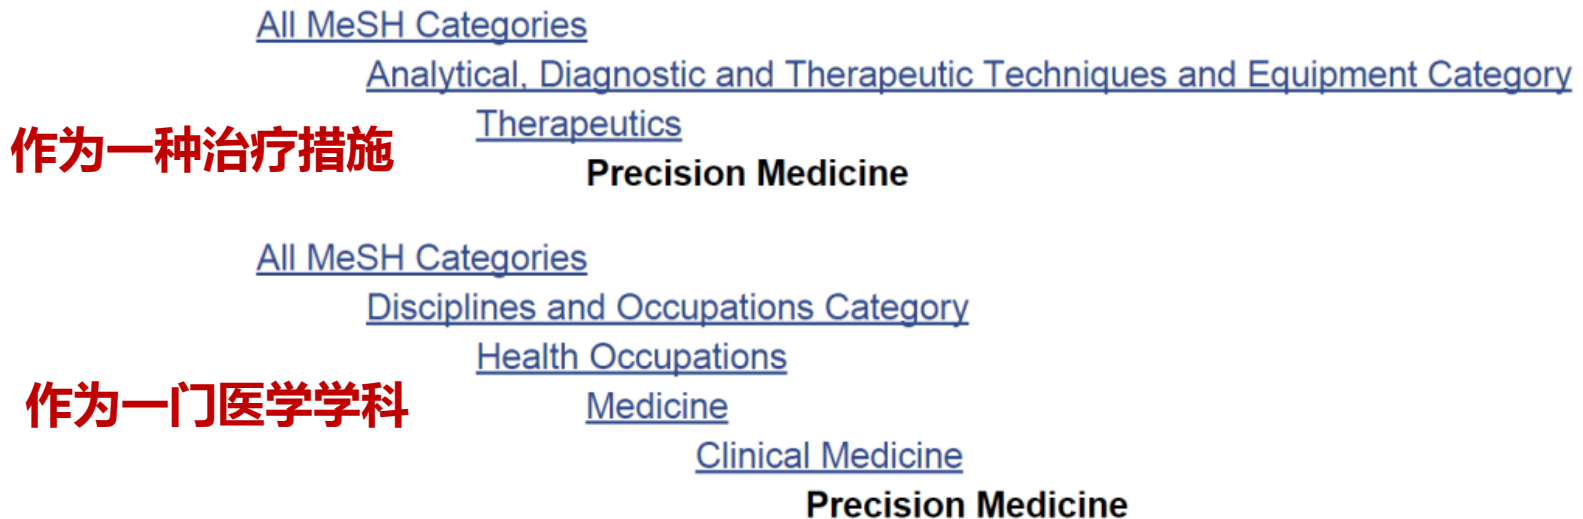 All MeSH Categories
Analytical, Diagnostic and Therapeutic Techniques and Equipment Category
Therapeutics
作为一种治疗措施
Precision Medicine
All MeSH Categories
Disciplines and Occupations Category
Health Occupations
作为一门医学学科
Medicine
Clinical Medicine
Precision Medicine